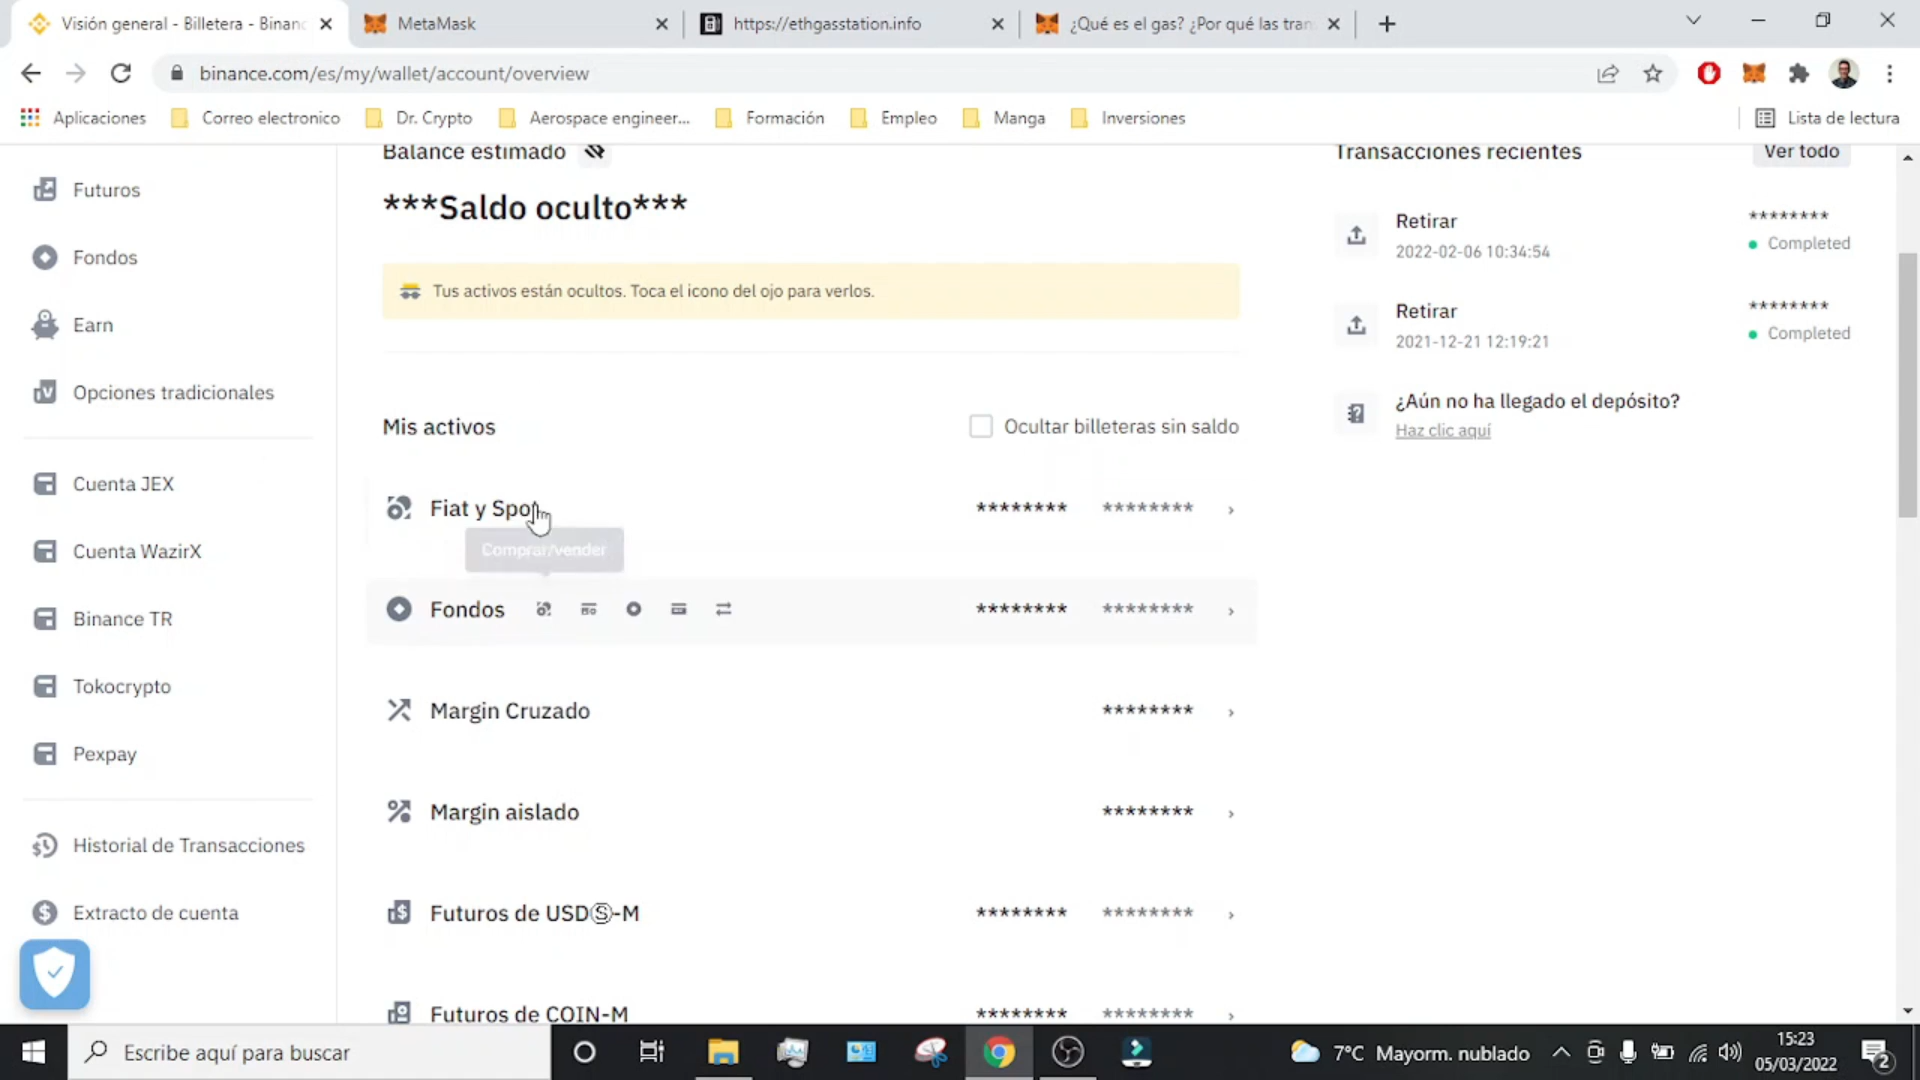 Visión general - Billetera - Binanc
MetaMask
https://ethgasstation.info
¿Qué es el gas? ¿Por qué las tran
binance.com/es/my/wallet/account/overview
Aplicaciones
Correo electronico
Dr. Crypto
Aerospace engineer...
Formación
Empleo
Manga
Inversiones
Lista de lectura
Futuros
Fondos
Earn
Opciones tradicionales
Cuenta JEX
Cuenta WazirX
Binance TR
Tokocrypto
Pexpay
Historial de Transacciones
Extracto de cuenta
Balance estimado
***Saldo oculto***
Tus activos están ocultos. Toca el icono del ojo para verlos.
Mis activos
Ocultar billeteras sin saldo
Fiat y Spot
******** ********
Comprar/vender
Fondos
******** ********
Margin Cruzado
********
Margin aislado
********
Futuros de USDⓈ-M
******** ********
Futuros de COIN-M
******** ********
Transacciones recientes
Ver todo
Retirar
********
2022-02-06 10:34:54
Completed
Retirar
********
2021-12-21 12:19:21
Completed
¿Aún no ha llegado el depósito?
Haz clic aquí
Escribe aquí para buscar
7°C Mayorm. nublado
15:23
05/03/2022
2